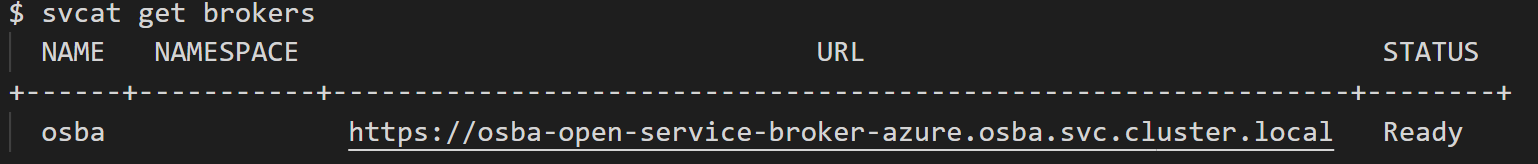 $ svcat get brokers
NAME NAMESPACE URL STATUS
+------+-----------+---------------------------------------------------------------+--------+
osba https://osba-open-service-broker-azure.osba.svc.cluster.local Ready